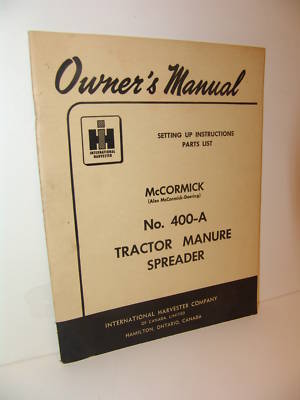 Owner's Manual
SETTING UP INSTRUCTIONS
PARTS LIST
IH
INTERNATIONAL
HARVESTER
McCORMICK
(Also McCormick-Deering)
No. 400-A
TRACTOR MANURE
SPREADER
INTERNATIONAL HARVESTER COMPANY
OF CANADA, LIMITED
HAMILTON, ONTARIO, CANADA